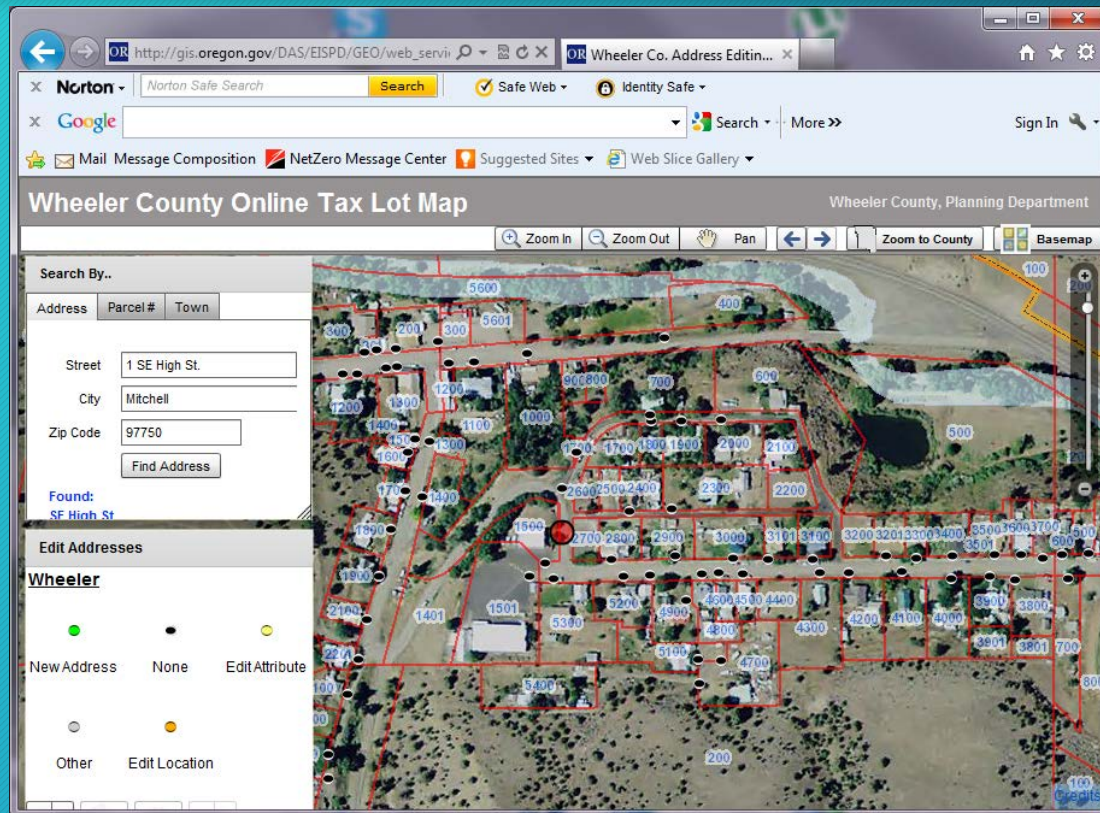 OR http://gis.oregon.gov/DAS/EISPD/GEO/web_servi OR Wheeler Co. Address Editin...
x Norton Norton Safe Search Search Safe Web Identity Safe
x Google Search More >> Sign In
Mail Message Composition NetZero Message Center Suggested Sites Web Slice Gallery
Wheeler County Online Tax Lot Map Wheeler County, Planning Department
Zoom In Zoom Out Pan Zoom to County Basemap
Search By..
Address Parcel # Town
Street 1 SE High St.
City Mitchell
Zip Code 97750
Find Address
Found:
SE High St
Edit Addresses
Wheeler
New Address None Edit Attribute
Other Edit Location
100
5600
400
300 200 300 5601
1200 1300 1200 900 800 700 600
1400 1100 1000
1300 500
1600 1700 1800 1900 2000 2100
1400 2600 2500 2400 2300 2200
1800 1500 2700 2800 2900 3000 3101 3100 3200 3201 3300 3400 3500 3600 3700 500
3501 600
1900
2100 1401 1501 5300 5200 4900 4600 4500 4400 4300 4200 4100 4000 3900 3800
4800
5100 4700 3901 3801 700
5400 800
200
100
Credits